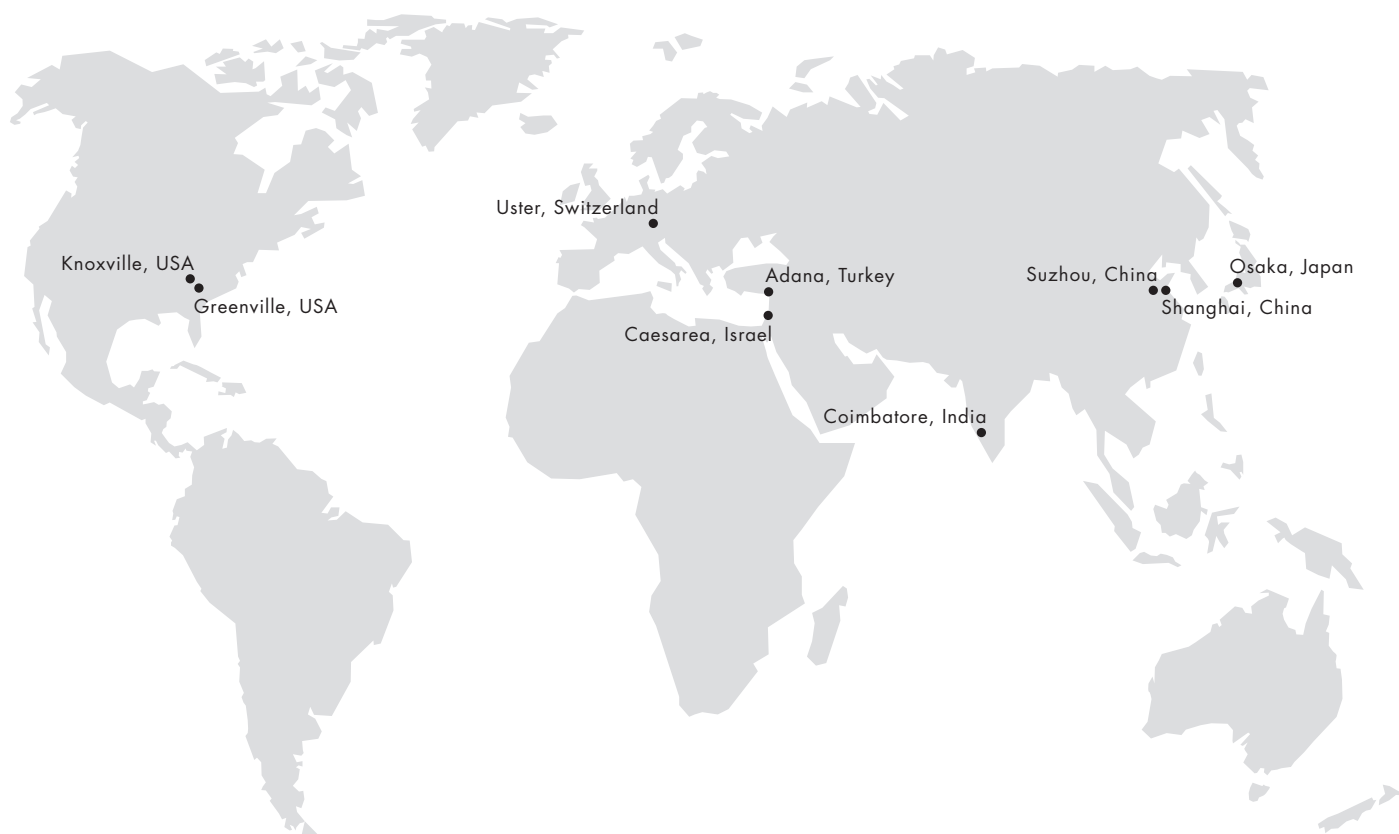 Uster, Switzerland
Knoxville, USA
Greenville, USA
Adana, Turkey
Caesarea, Israel
Suzhou, China
Osaka, Japan
Shanghai, China
Coimbatore, India